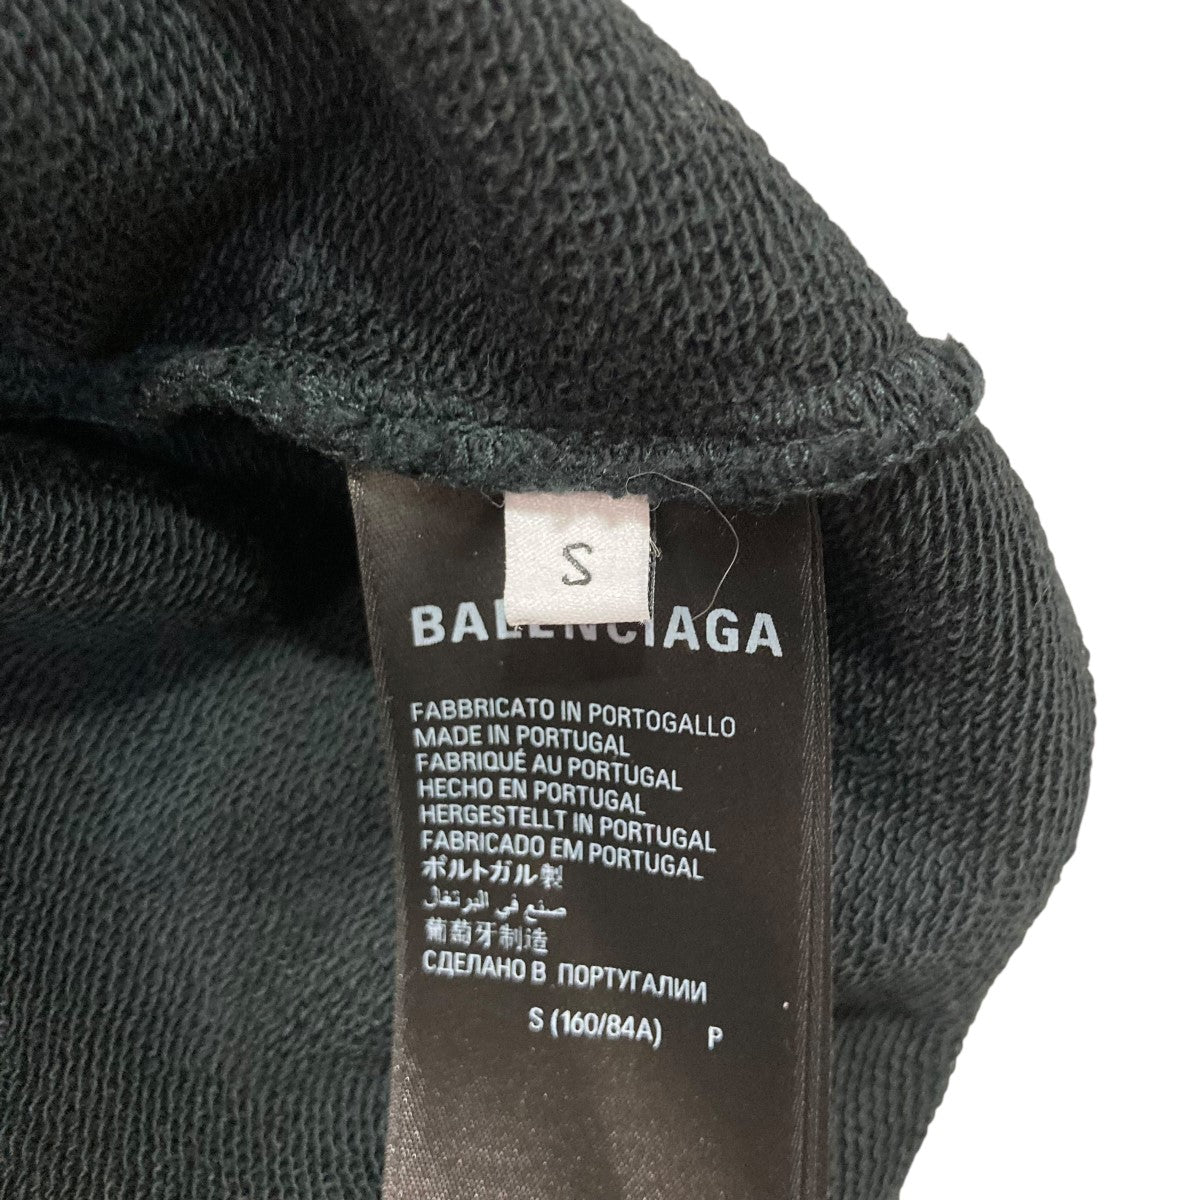 S
BALENCIAGA
FABBRICATO IN PORTOGALLO
MADE IN PORTUGAL
FABRIQUÉ AU PORTUGAL
HECHO EN PORTUGAL
HERGESTELLT IN PORTUGAL
FABRICADO EM PORTUGAL
ポルトガル製
صنع في البرتغال
葡萄牙制造
СДЕЛАНО В ПОРТУГАЛИИ
S (160/84A) P